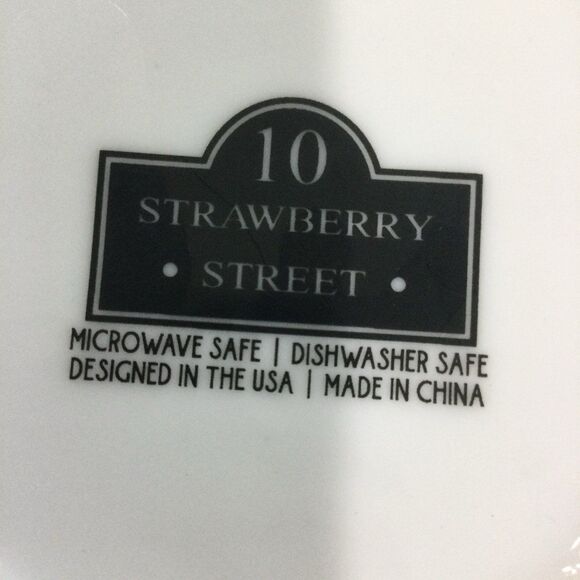 10
STRAWBERRY
• STREET •
MICROWAVE SAFE | DISHWASHER SAFE
DESIGNED IN THE USA | MADE IN CHINA